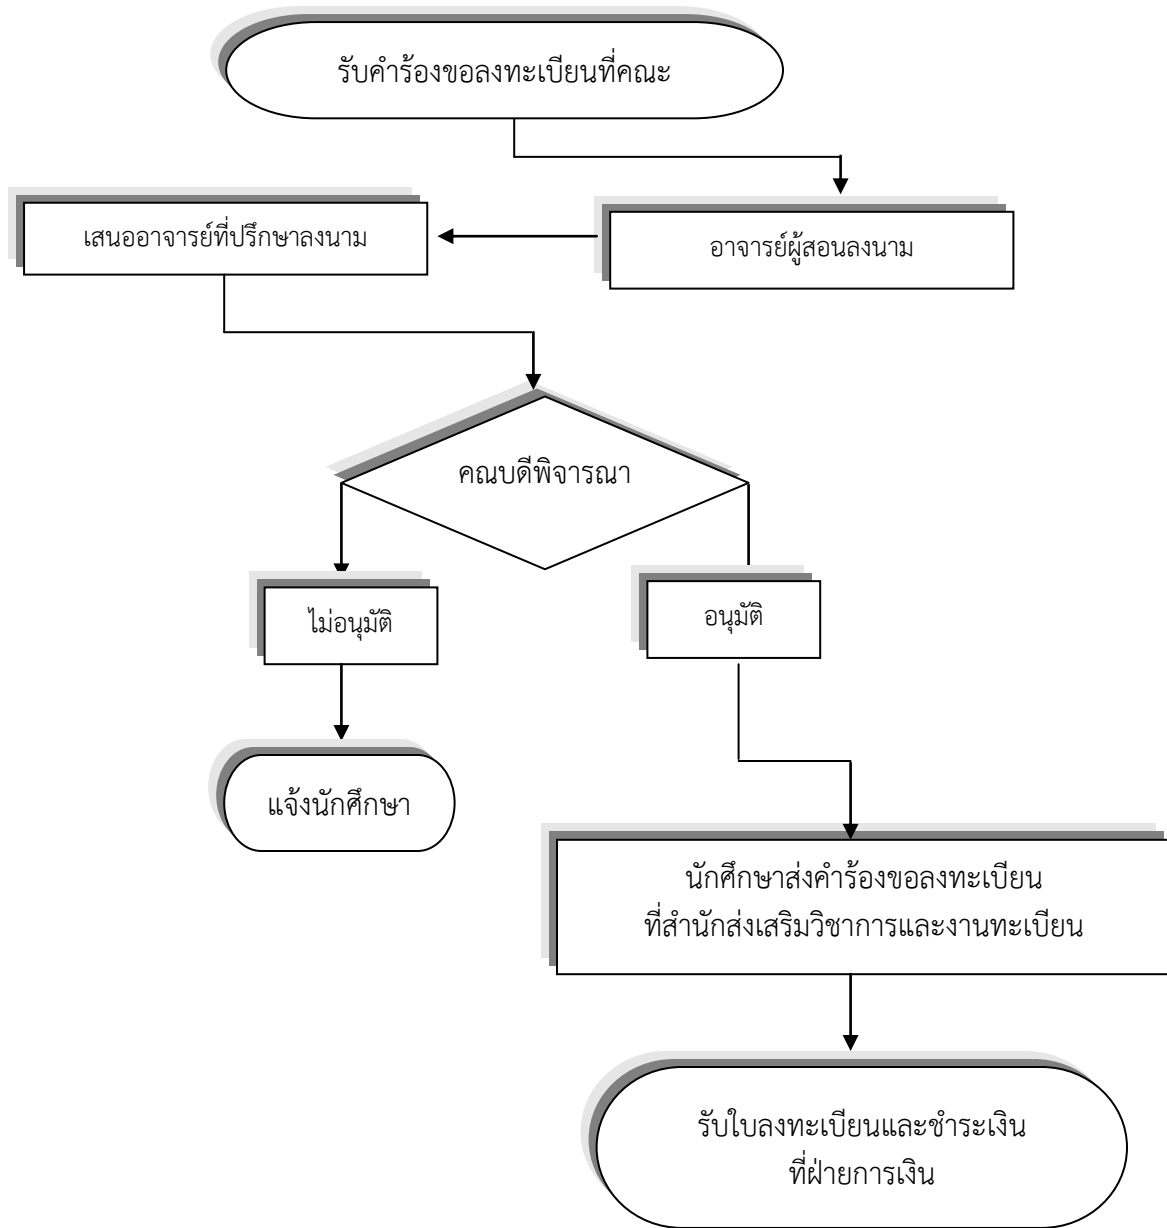 รับคำร้องขอลงทะเบียนที่คณะ
อาจารย์ผู้สอนลงนาม
เสนออาจารย์ที่ปรึกษาลงนาม
คณบดีพิจารณา
ไม่อนุมัติ
อนุมัติ
แจ้งนักศึกษา
นักศึกษาส่งคำร้องขอลงทะเบียน
ที่สำนักส่งเสริมวิชาการและงานทะเบียน
รับใบลงทะเบียนและชำระเงิน
ที่ฝ่ายการเงิน